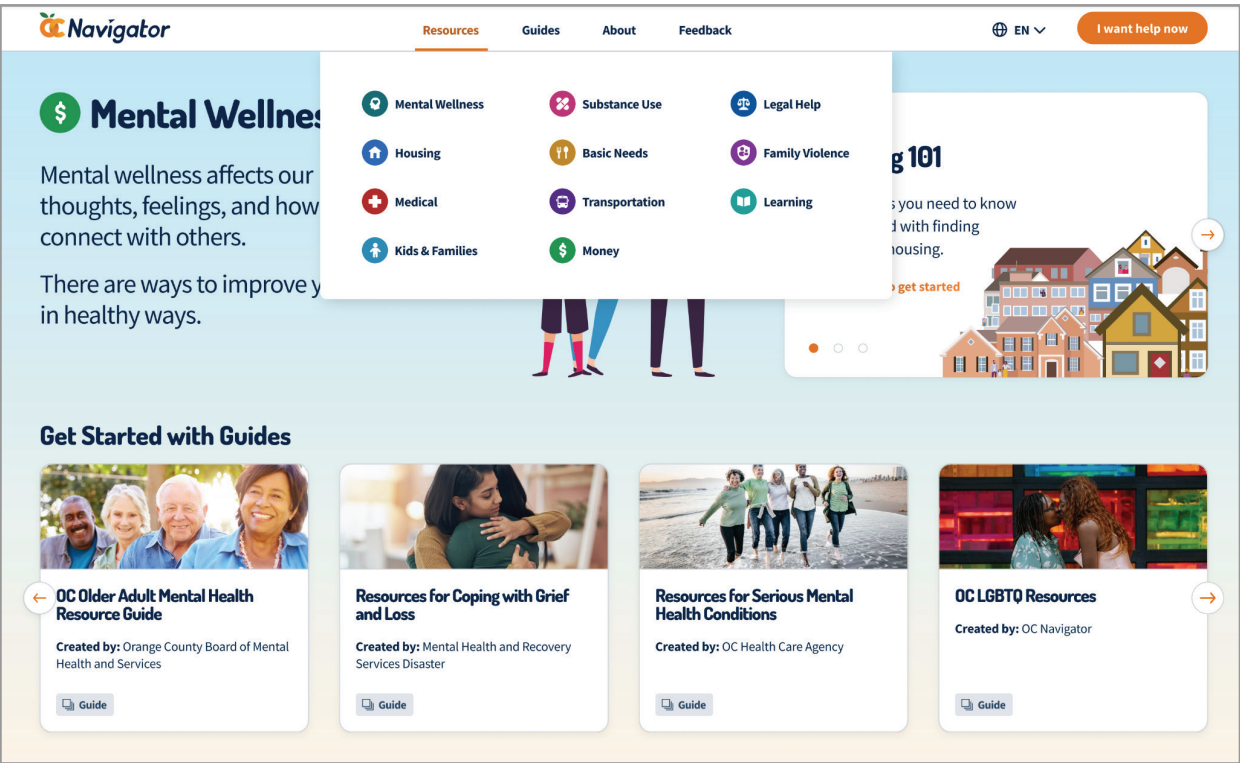 OC Navigator
Resources
Guides
About
Feedback
EN
I want help now
Mental Wellness
Substance Use
Legal Help
Housing
Basic Needs
Family Violence
Medical
Transportation
Learning
Kids & Families
Money
$ Mental
Mental wellness affects our
thoughts, feelings, and how
connect with others.
There are ways to improve
in healthy ways.
101
you need to know
with finding
get started
Get Started with Guides
OC Older Adult Mental Health
Resource Guide
Created by: Orange County Board of Mental
Health and Services
Guide
Resources for Coping with Grief
and Loss
Created by: Mental Health and Recovery
Services Disaster
Guide
Resources for Serious Mental
Health Conditions
Created by: OC Health Care Agency
Guide
OC LGBTQ Resources
Created by: OC Navigator
Guide